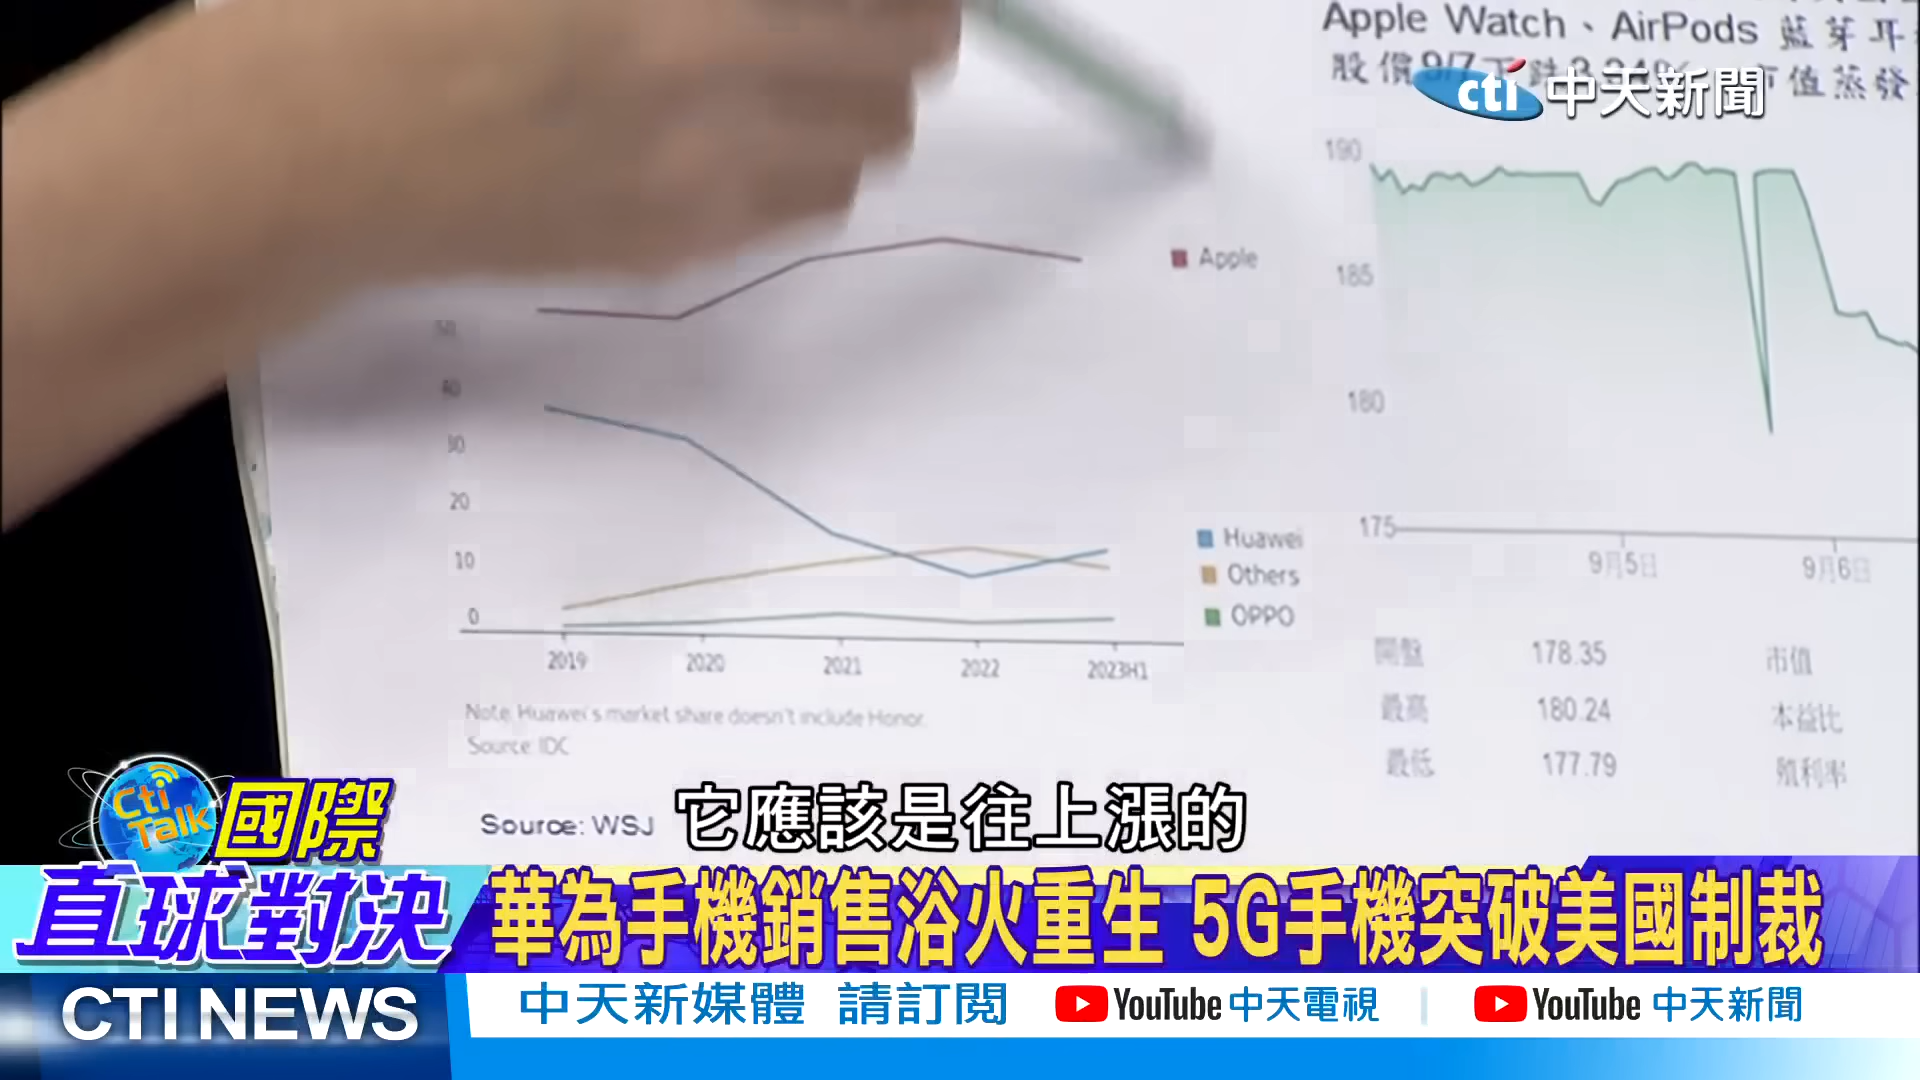 Apple Watch、AirPods 藍芽耳
股價9/7下跌
市值蒸發
cti 中天新聞
Apple
Huawei
Others
OPPO
50
40
30
20
10
0
2019 2020 2021 2022 2023H1
Note: Huawei's market share doesn't include Honor.
Source: IDC
Source: WSJ
190
185
180
175
9月5日 9月6日
開盤 178.35 市值
最高 180.24 本益比
最低 177.79 殖利率
它應該是往上漲的
Cti Talk
國際
直球對決
華為手機銷售浴火重生 5G手機突破美國制裁
CTI NEWS
中天新媒體 請訂閱 YouTube 中天電視 | YouTube 中天新聞